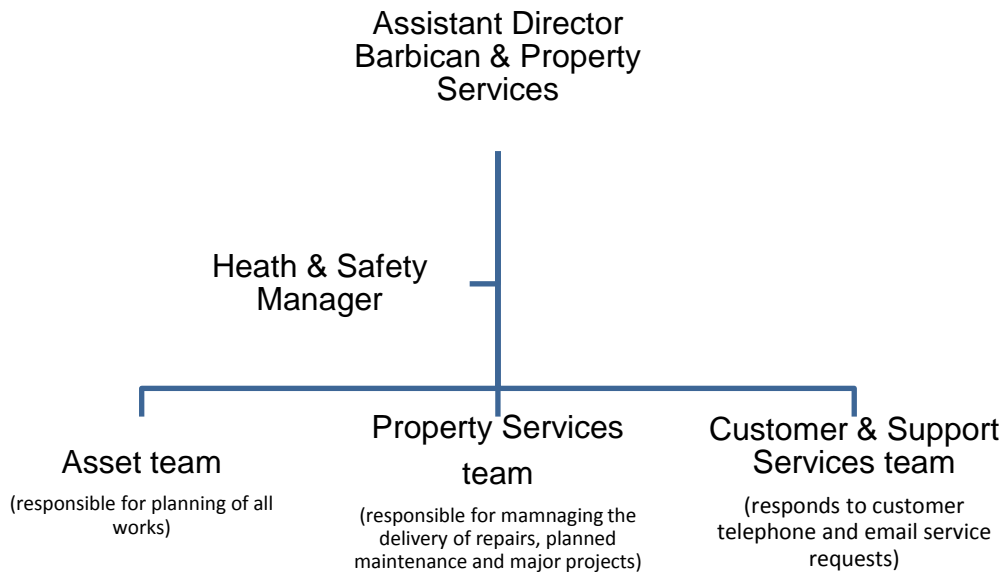 Assistant Director
Barbican & Property
Services
Heath & Safety
Manager
Asset team
(responsible for planning of all
works)
Property Services
team
(responsible for mamnaging the
delivery of repairs, planned
maintenance and major projects)
Customer & Support
Services team
(responds to customer
telephone and email service
requests)